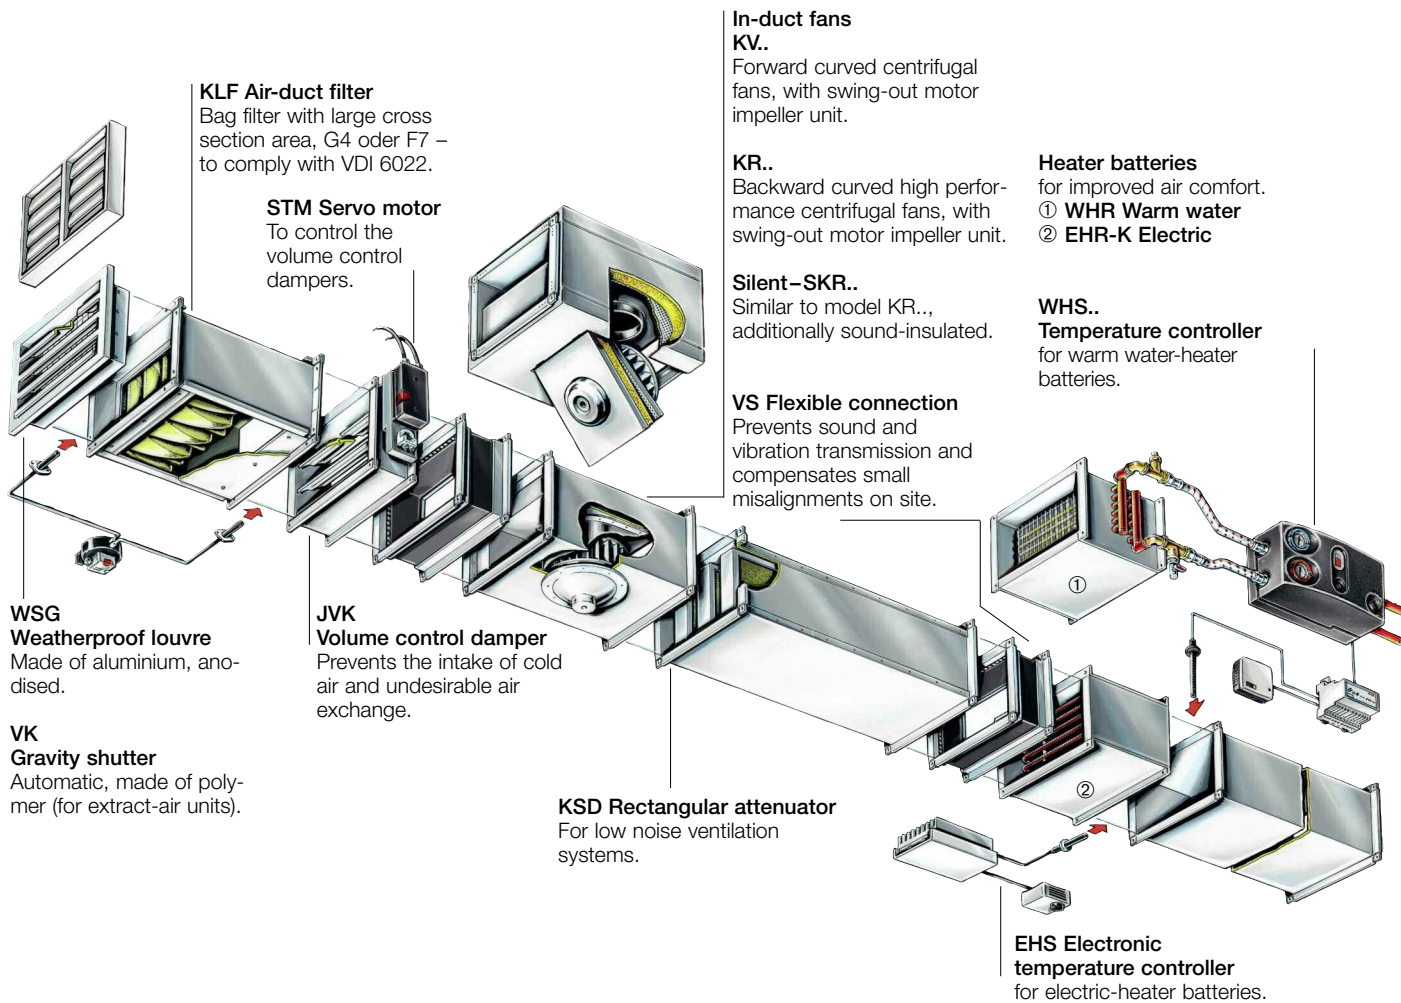 In-duct fans
KV..
Forward curved centrifugal
fans, with swing-out motor
impeller unit.
KLF Air-duct filter
Bag filter with large cross
section area, G4 oder F7 –
to comply with VDI 6022.
KR..
Backward curved high perfor-
mance centrifugal fans, with
swing-out motor impeller unit.
Heater batteries
for improved air comfort.
① WHR Warm water
② EHR-K Electric
STM Servo motor
To control the
volume control
dampers.
Silent–SKR..
Similar to model KR..,
additionally sound-insulated.
WHS..
Temperature controller
for warm water-heater
batteries.
VS Flexible connection
Prevents sound and
vibration transmission and
compensates small
misalignments on site.
①
WSG
Weatherproof louvre
Made of aluminium, ano-
dised.
JVK
Volume control damper
Prevents the intake of cold
air and undesirable air
exchange.
VK
Gravity shutter
Automatic, made of poly-
mer (for extract-air units).
②
KSD Rectangular attenuator
For low noise ventilation
systems.
EHS Electronic
temperature controller
for electric-heater batteries.